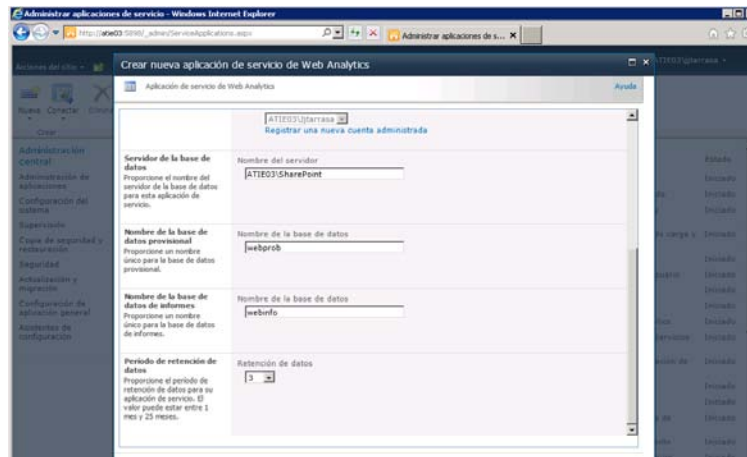 Administrar aplicaciones de servicio - Windows Internet Explorer
http://atie03:5890/_admin/ServiceApplications.aspx
Administrar aplicaciones de s...
Acciones del sitio
Crear nueva aplicación de servicio de Web Analytics
Aplicación de servicio de Web Analytics
Ayuda
Nueva Conectar
Crear
Administración central
Administración de aplicaciones
Configuración del sistema
Supervisión
Copia de seguridad y restauración
Seguridad
Actualización y migración
Configuración de aplicación general
Asistentes de configuración
Registrar una nueva cuenta administrada
Servidor de la base de datos
Proporcione el nombre del
servidor de la base de datos
para esta aplicación de
servicio.
Nombre del servidor
ATIE03\SharePoint
Nombre de la base de
datos provisional
Proporcione un nombre
único para la base de datos
provisional.
Nombre de la base de datos
webprob
Nombre de la base de
datos de informes
Proporcione un nombre
único para la base de datos
de informes.
Nombre de la base de datos
webinfo
Período de retención de
datos
Proporcione el período de
retención de datos para su
aplicación de servicio. El
valor puede estar entre 1
mes y 25 meses.
Retención de datos
3
Estado
Iniciado
Iniciado
Iniciado
Iniciado
Iniciado
Iniciado
Iniciado
Iniciado
Iniciado
Iniciado
Iniciado
Iniciado
Iniciado
Iniciado